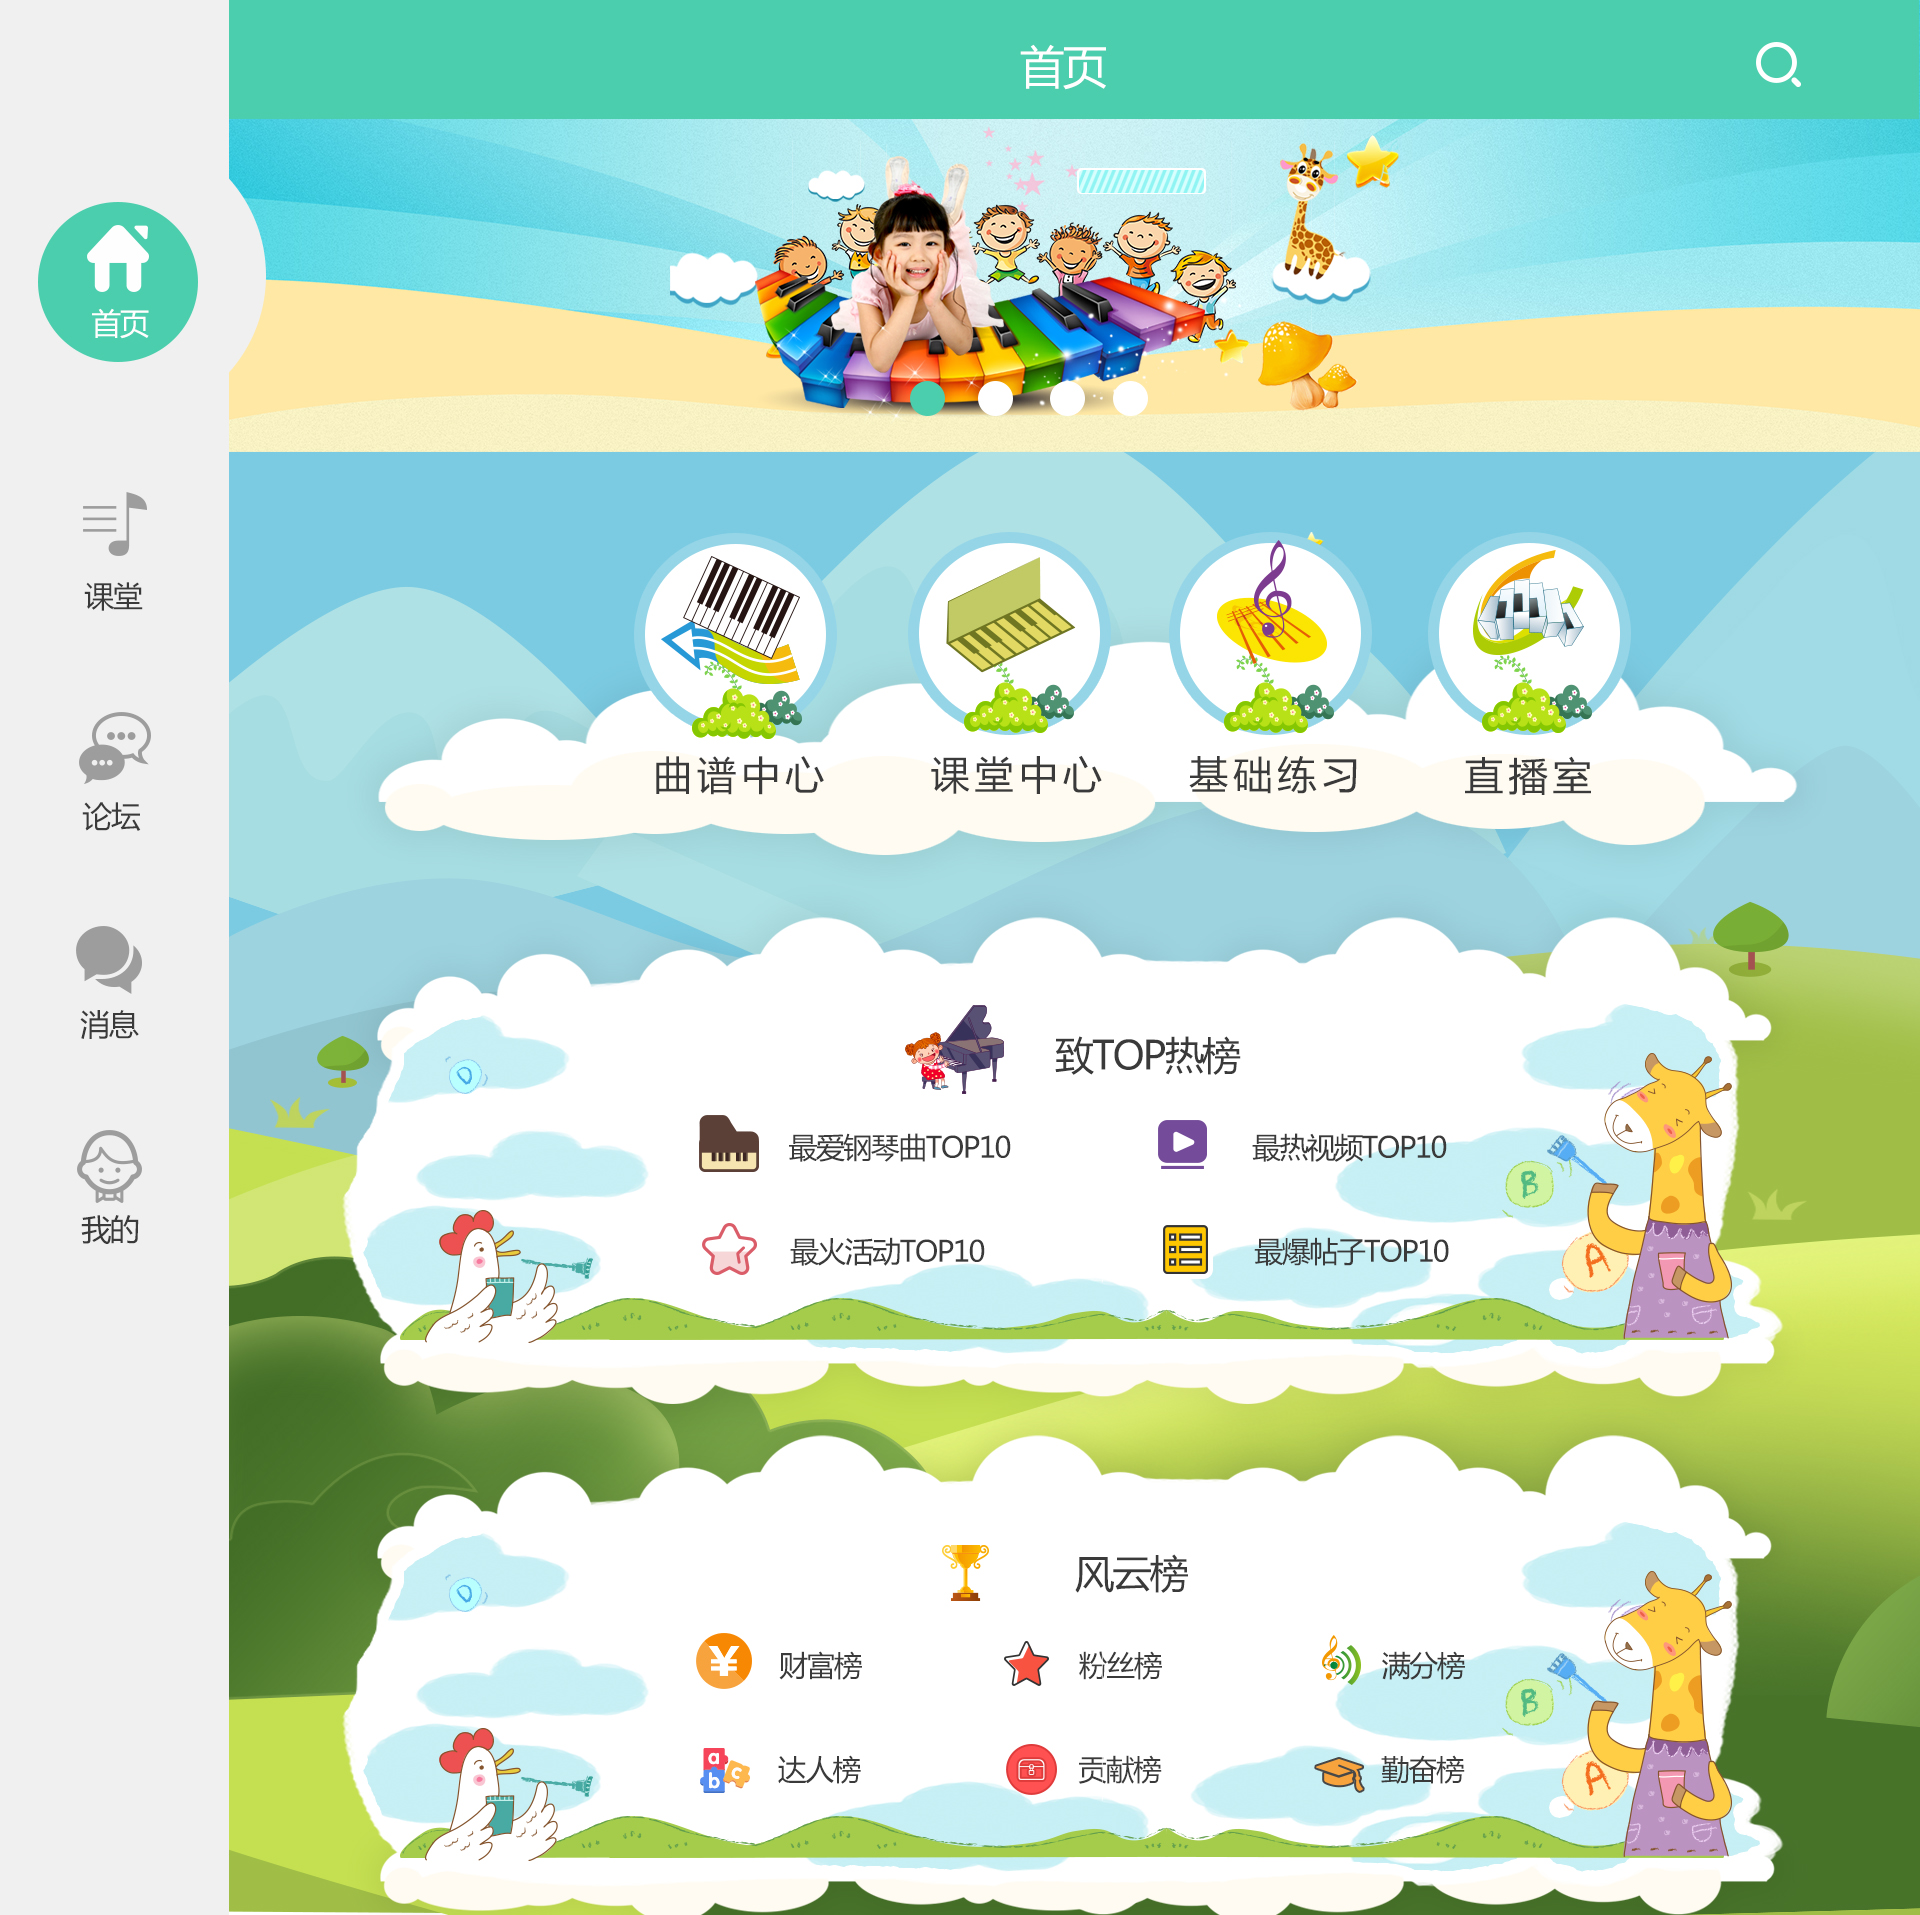 首页
首页
课堂
论坛
消息
我的
曲谱中心
课堂中心
基础练习
直播室
致TOP热榜
最爱钢琴曲TOP10
最热视频TOP10
最火活动TOP10
最爆帖子TOP10
D
B
A
风云榜
¥
财富榜
粉丝榜
满分榜
a
b
c
达人榜
贡献榜
勤奋榜
D
B
A